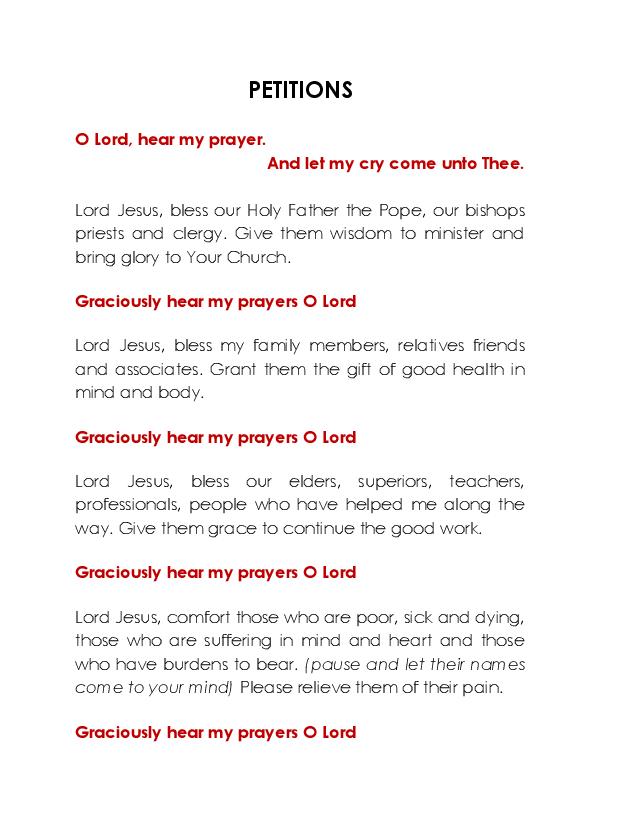 PETITIONS
O Lord, hear my prayer.
And let my cry come unto Thee.
Lord Jesus, bless our Holy Father the Pope, our bishops
priests and clergy. Give them wisdom to minister and
bring glory to Your Church.
Graciously hear my prayers O Lord
Lord Jesus, bless my family members, relatives friends
and associates. Grant them the gift of good health in
mind and body.
Graciously hear my prayers O Lord
Lord Jesus, bless our elders, superiors, teachers,
professionals, people who have helped me along the
way. Give them grace to continue the good work.
Graciously hear my prayers O Lord
Lord Jesus, comfort those who are poor, sick and dying,
those who are suffering in mind and heart and those
who have burdens to bear. (pause and let their names
come to your mind) Please relieve them of their pain.
Graciously hear my prayers O Lord